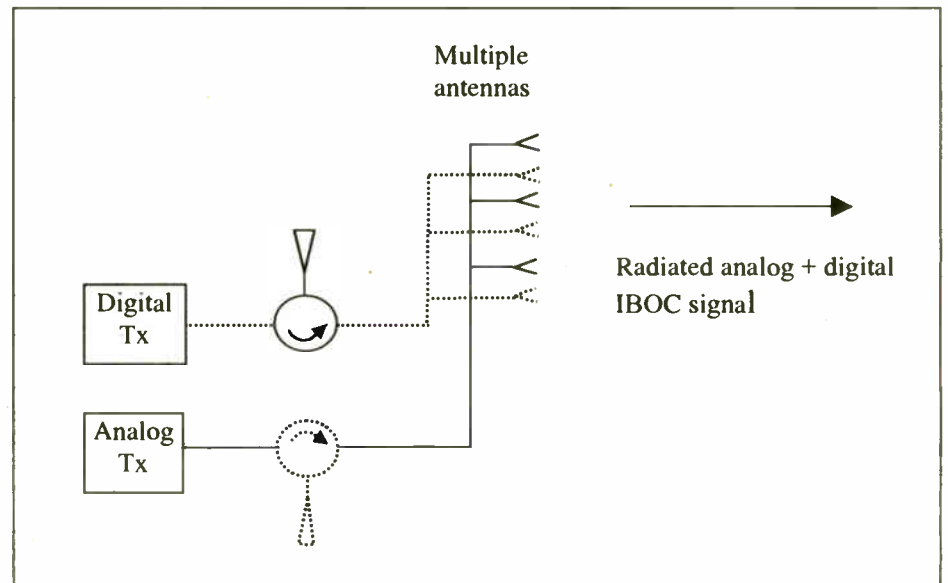 Multiple
antennas
Digital
Tx
Radiated analog + digital
IBOC signal
Analog
Tx